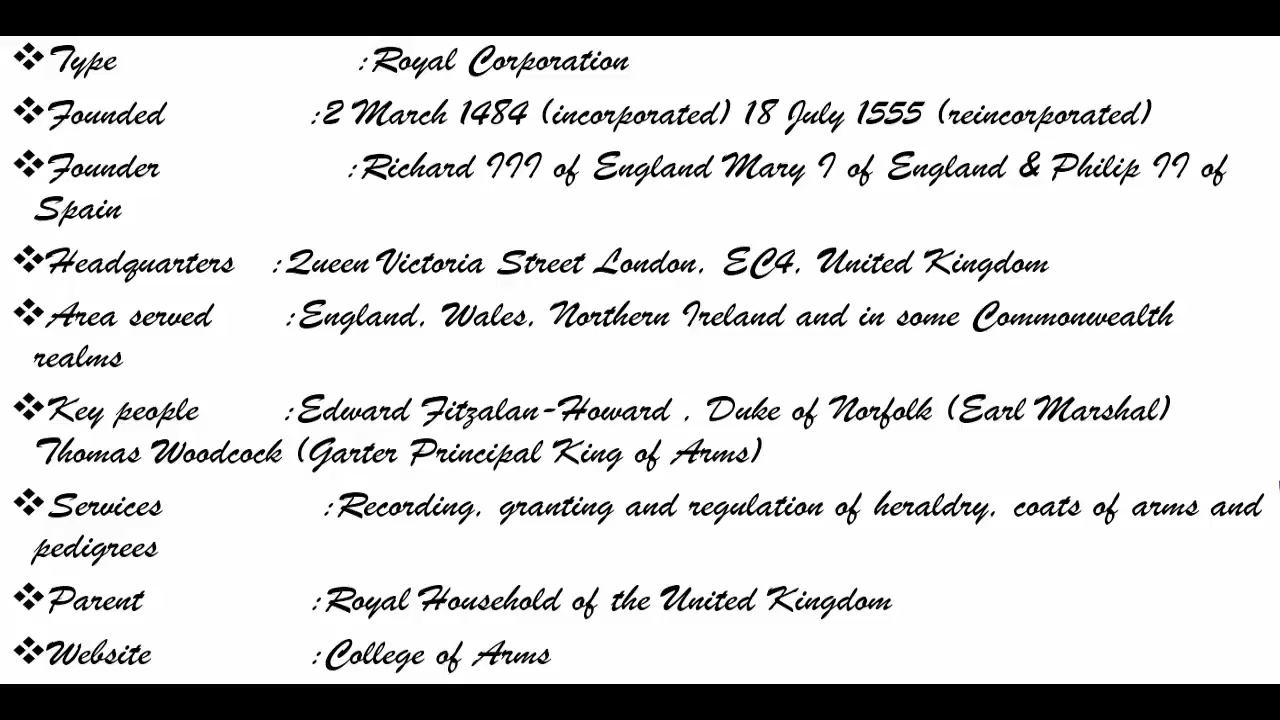 ❖Type :Royal Corporation
❖Founded :2 March 1484 (incorporated) 18 July 1555 (reincorporated)
❖Founder :Richard III of England Mary I of England & Philip II of
Spain
❖Headquarters :Queen Victoria Street London, EC4, United Kingdom
❖Area served :England, Wales, Northern Ireland and in some Commonwealth
realms
❖Key people :Edward Fitzalan-Howard , Duke of Norfolk (Earl Marshal)
Thomas Woodcock (Garter Principal King of Arms)
❖Services :Recording, granting and regulation of heraldry, coats of arms and
pedigrees
❖Parent :Royal Household of the United Kingdom
❖Website :College of Arms